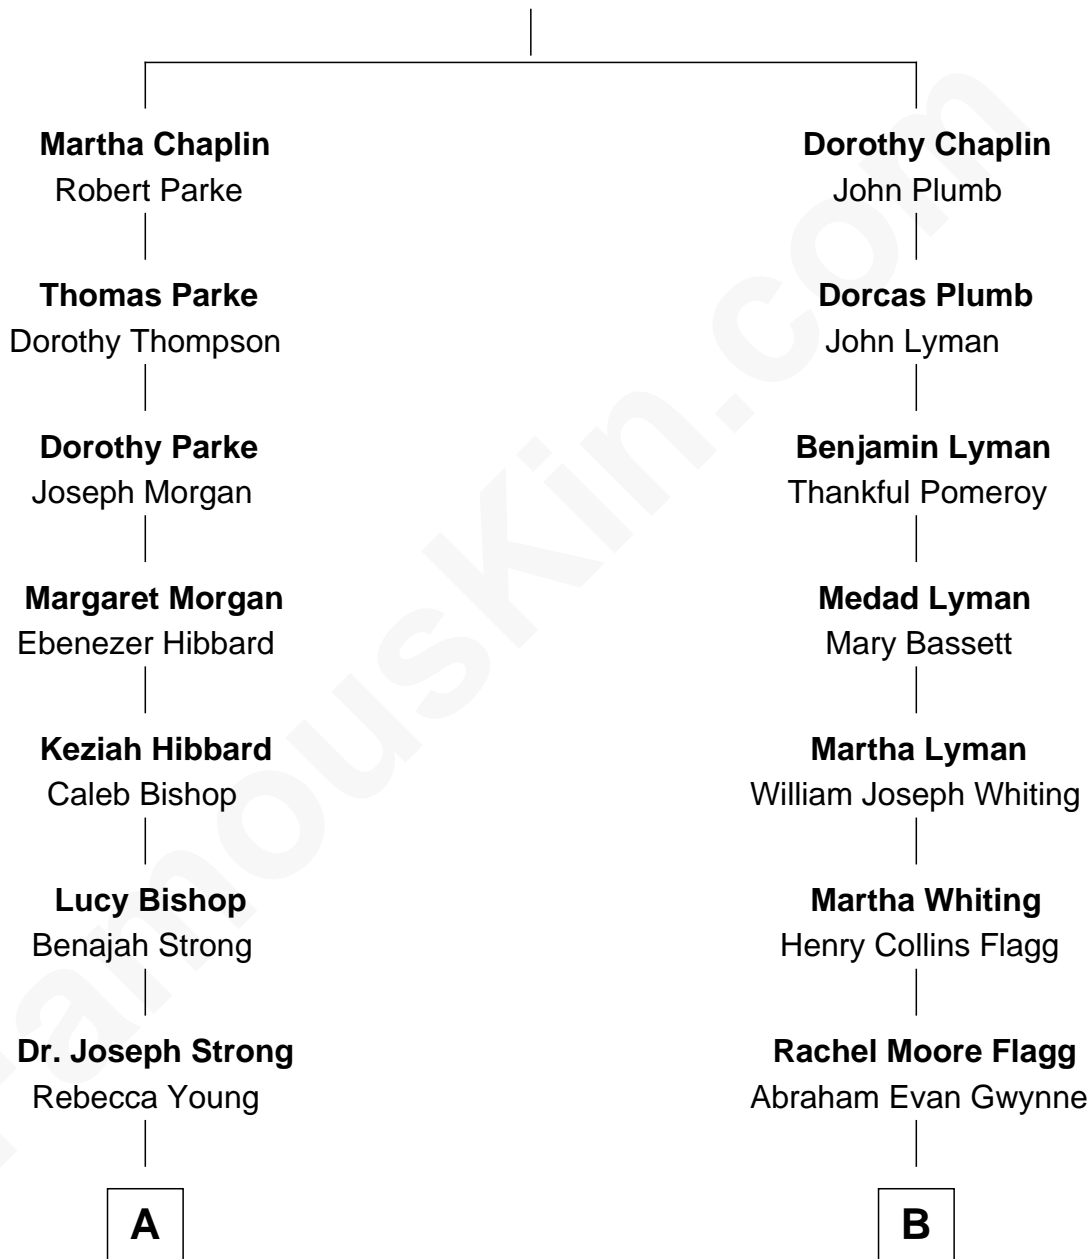 Martha Chaplin
Robert Parke
Thomas Parke
Dorothy Thompson
Dorothy Parke
Joseph Morgan
Margaret Morgan
Ebenezer Hibbard
Keziah Hibbard
Caleb Bishop
Lucy Bishop
Benajah Strong
Dr. Joseph Strong
Rebecca Young
A
Dorothy Chaplin
John Plumb
Dorcas Plumb
John Lyman
Benjamin Lyman
Thankful Pomeroy
Medad Lyman
Mary Bassett
Martha Lyman
William Joseph Whiting
Martha Whiting
Henry Collins Flagg
Rachel Moore Flagg
Abraham Evan Gwynne
B
FamousKin.com